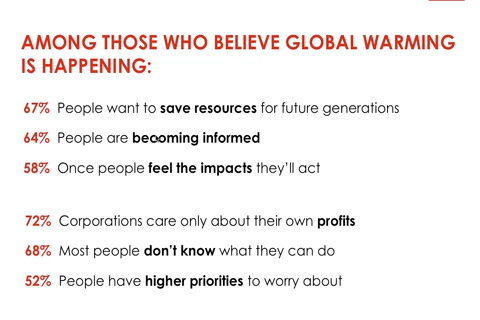 AMONG THOSE WHO BELIEVE GLOBAL WARMING
IS HAPPENING:
67% People want to save resources for future generations
64% People are becoming informed
58% Once people feel the impacts they'll act
72% Corporations care only about their own profits
68% Most people don't know what they can do
52% People have higher priorities to worry about